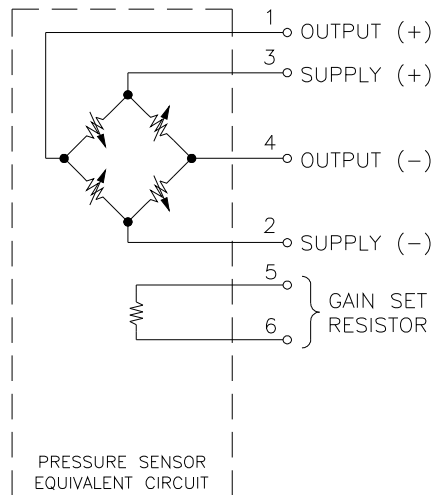 1 OUTPUT (+)
3 SUPPLY (+)
4 OUTPUT (−)
2 SUPPLY (−)
5
6
GAIN SET
RESISTOR
PRESSURE SENSOR
EQUIVALENT CIRCUIT